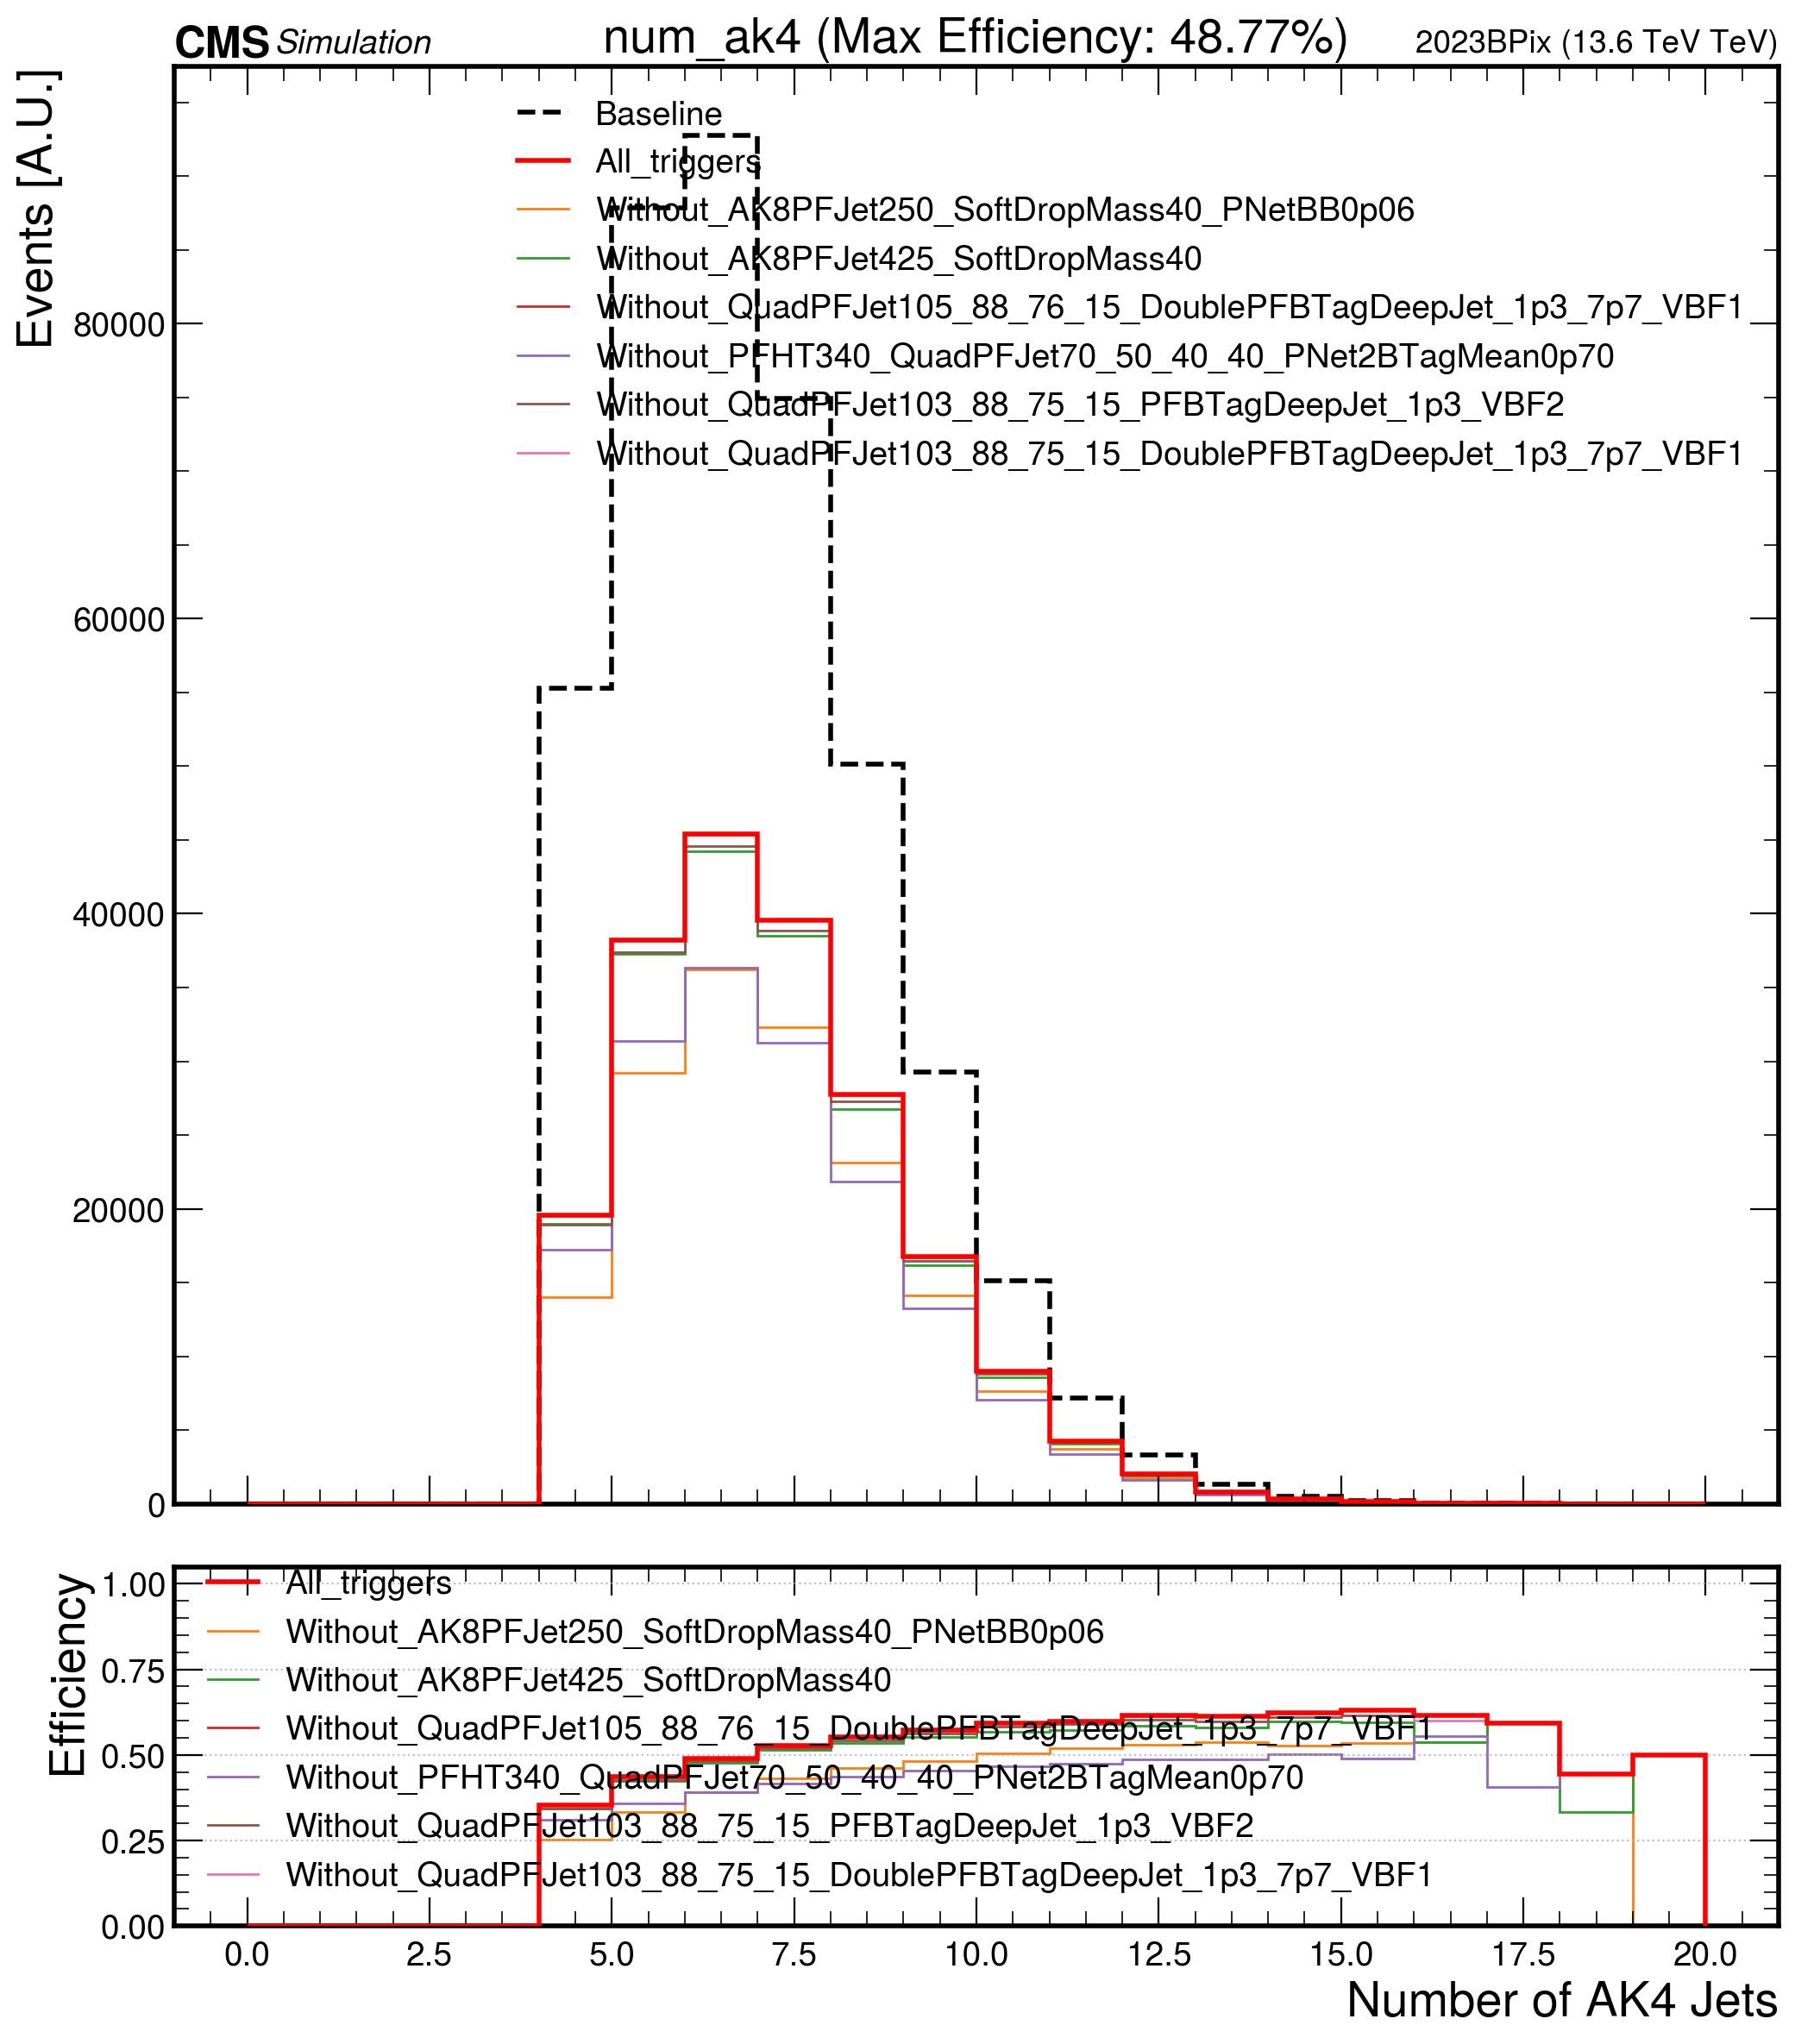 CMS Simulation num_ak4 (Max Efficiency: 48.77%) 2023BPix (13.6 TeV TeV)
Events [A.U.]
Baseline
All_triggers
Without_AK8PFJet250_SoftDropMass40_PNetBB0p06
Without_AK8PFJet425_SoftDropMass40
Without_QuadPFJet105_88_76_15_DoublePFBTagDeepJet_1p3_7p7_VBF1
Without_PFHT340_QuadPFJet70_50_40_40_PNet2BTagMean0p70
Without_QuadPFJet103_88_75_15_PFBTagDeepJet_1p3_VBF2
Without_QuadPFJet103_88_75_15_DoublePFBTagDeepJet_1p3_7p7_VBF1
80000
60000
40000
20000
0
Efficiency
1.00
0.75
0.50
0.25
0.00
All_triggers
Without_AK8PFJet250_SoftDropMass40_PNetBB0p06
Without_AK8PFJet425_SoftDropMass40
Without_QuadPFJet105_88_76_15_DoublePFBTagDeepJet_1p3_7p7_VBF1
Without_PFHT340_QuadPFJet70_50_40_40_PNet2BTagMean0p70
Without_QuadPFJet103_88_75_15_PFBTagDeepJet_1p3_VBF2
Without_QuadPFJet103_88_75_15_DoublePFBTagDeepJet_1p3_7p7_VBF1
0.0 2.5 5.0 7.5 10.0 12.5 15.0 17.5 20.0
Number of AK4 Jets